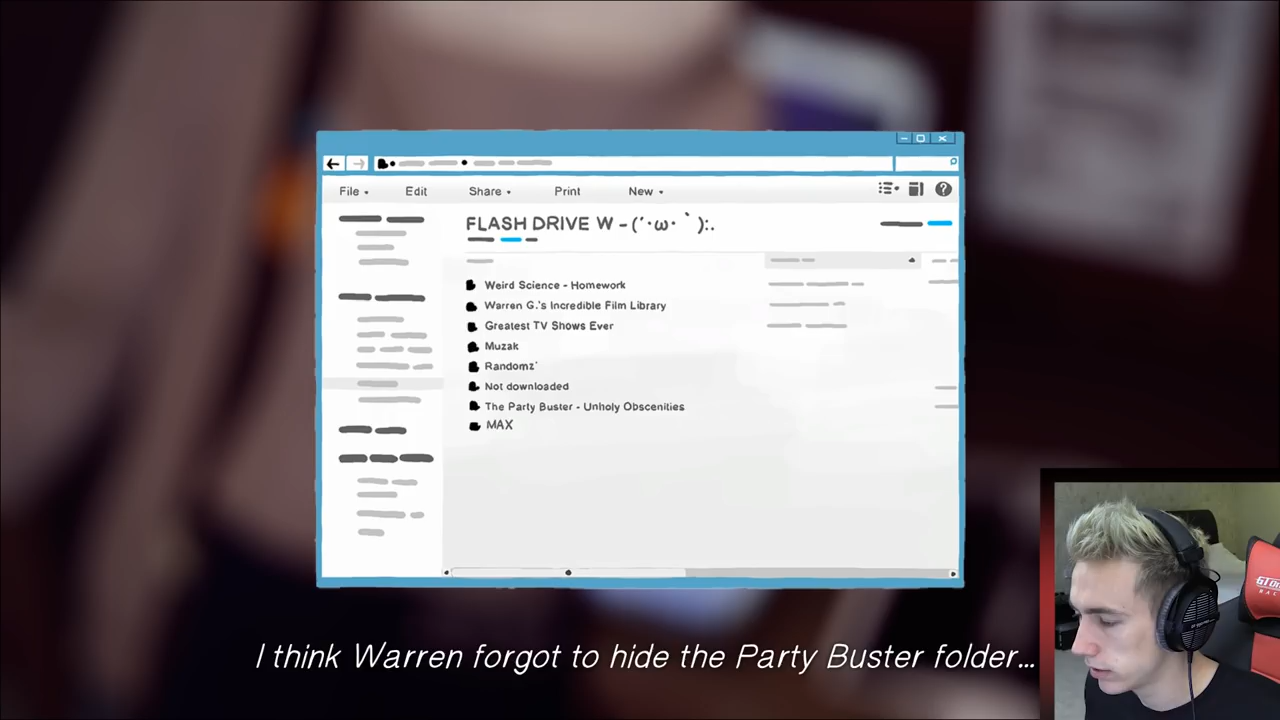 File Edit Share Print New
FLASH DRIVE W -(´·ω·`):.
Weird Science - Homework
Warren G.'s Incredible Film Library
Greatest TV Shows Ever
Muzak
Randomz'
Not downloaded
The Party Buster - Unholy Obscenities
MAX
I think Warren forgot to hide the Party Buster folder...